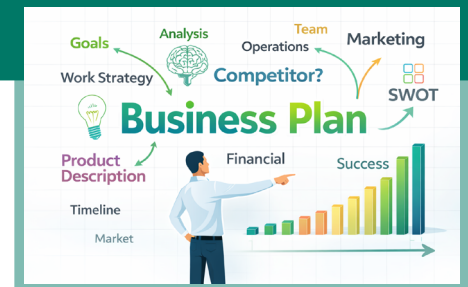 Goals
Analysis
Team
Operations
Marketing
Work Strategy
Competitor?
SWOT
Business Plan
Product
Description
Financial
Success
Timeline
Market